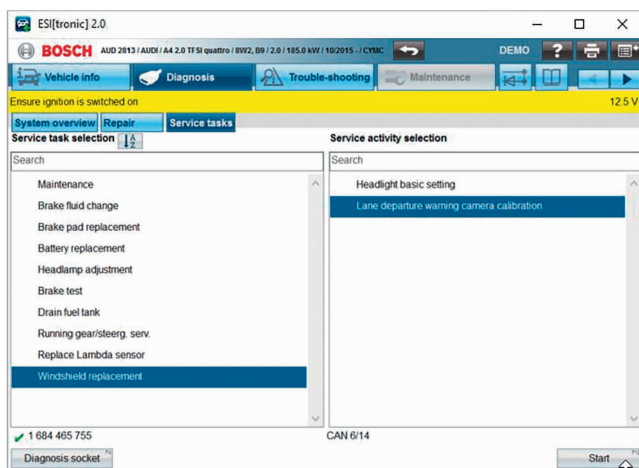 ESI[tronic] 2.0
BOSCH AUD 2813 / AUDI / A4 2.0 TFSI quattro / 8W2, B9 / 2.0 / 185.0 kW / 10/2015 - / CYMC DEMO ?
Vehicle info Diagnosis Trouble-shooting Maintenance
Ensure ignition is switched on 12.5 V
System overview Repair Service tasks
Service task selection A Z Service activity selection
Search Search
Maintenance Headlight basic setting
Brake fluid change Lane departure warning camera calibration
Brake pad replacement
Battery replacement
Headlamp adjustment
Brake test
Drain fuel tank
Running gear/steerg. serv.
Replace Lambda sensor
Windshield replacement
1 684 465 755 CAN 6/14
Diagnosis socket Start